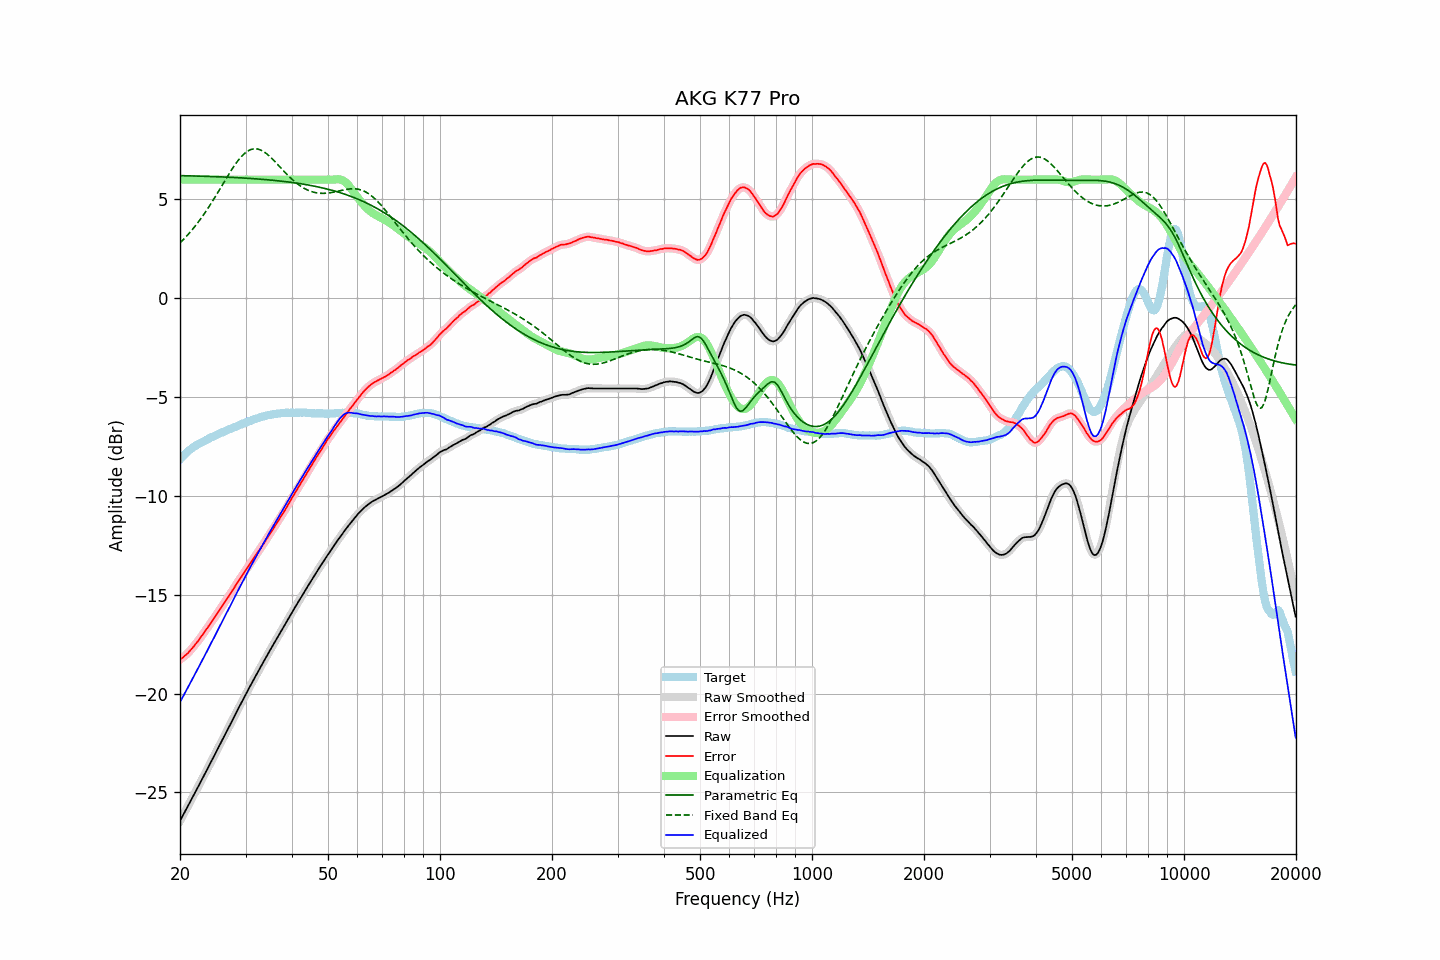 AKG K77 Pro
Amplitude (dBr)
5
0
−5
−10
−15
−20
−25
Target
Raw Smoothed
Error Smoothed
Raw
Error
Equalization
Parametric Eq
Fixed Band Eq
Equalized
20 50 100 200 500 1000 2000 5000 10000 20000
Frequency (Hz)